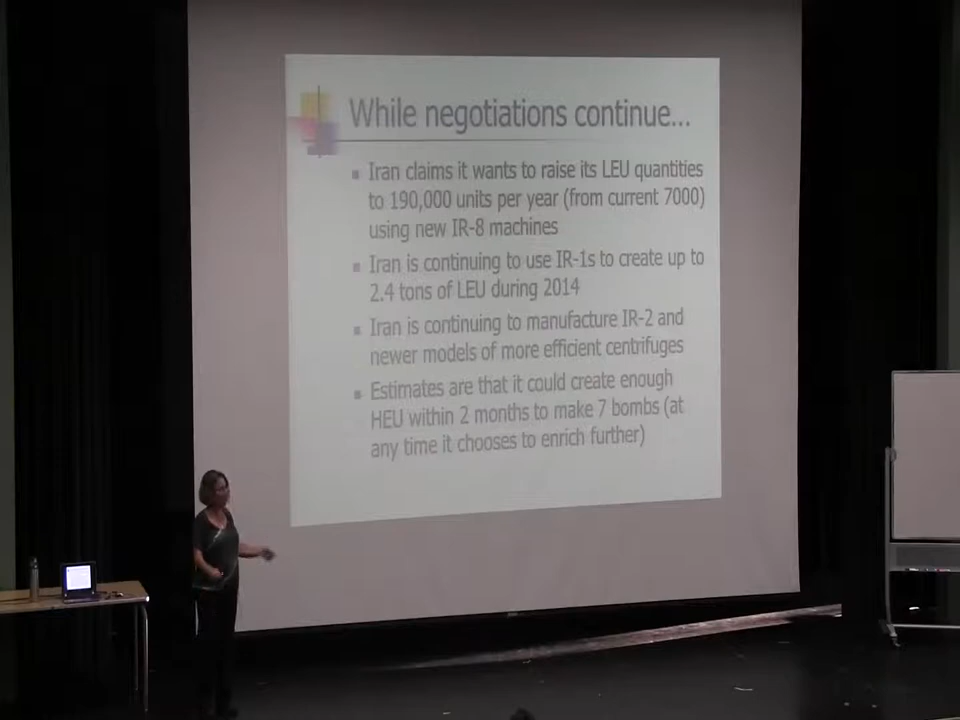 While negotiations continue...
Iran claims it wants to raise its LEU quantities
to 190,000 units per year (from current 7000)
using new IR-8 machines
Iran is continuing to use IR-1s to create up to
2.4 tons of LEU during 2014
Iran is continuing to manufacture IR-2 and
newer models of more efficient centrifuges
Estimates are that it could create enough
HEU within 2 months to make 7 bombs (at
any time it chooses to enrich further)